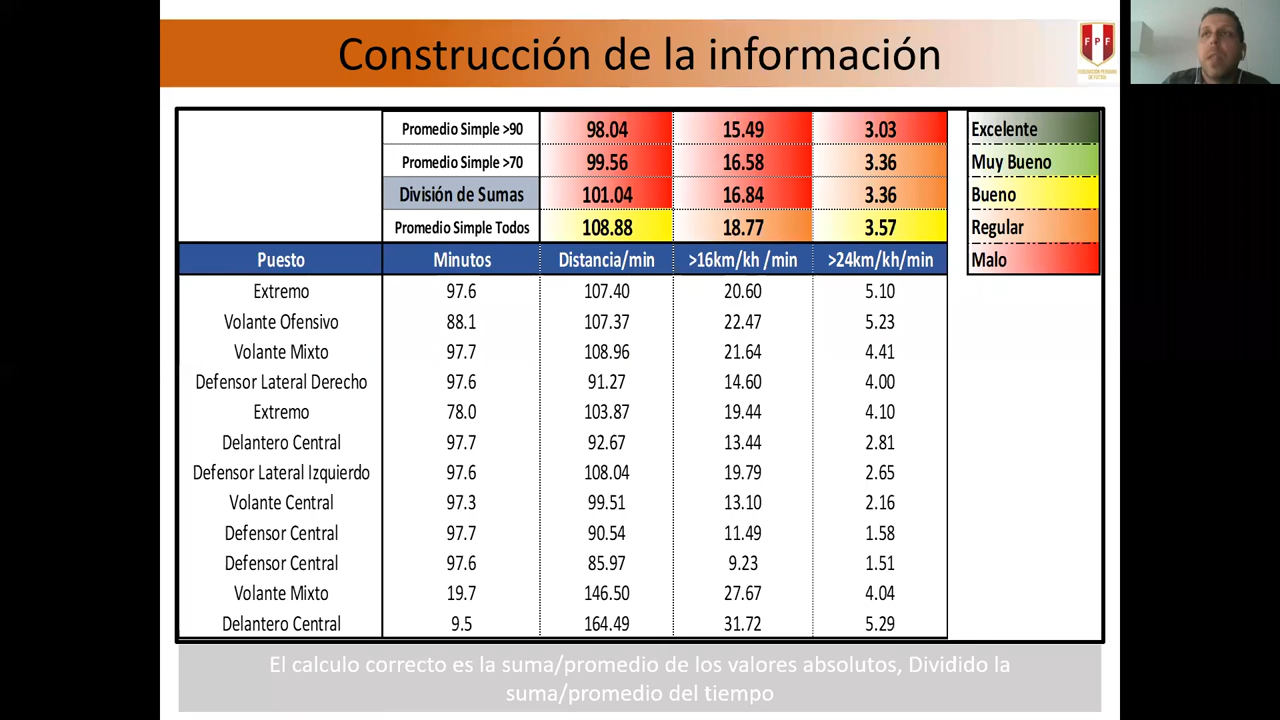 Construcción de la información
FPF
FEDERACIÓN PERUANA
DE FÚTBOL
Promedio Simple >90 98.04 15.49 3.03
Promedio Simple >70 99.56 16.58 3.36
División de Sumas 101.04 16.84 3.36
Promedio Simple Todos 108.88 18.77 3.57
Excelente
Muy Bueno
Bueno
Regular
Malo
Puesto Minutos Distancia/min >16km/kh /min >24km/kh/min
Extremo 97.6 107.40 20.60 5.10
Volante Ofensivo 88.1 107.37 22.47 5.23
Volante Mixto 97.7 108.96 21.64 4.41
Defensor Lateral Derecho 97.6 91.27 14.60 4.00
Extremo 78.0 103.87 19.44 4.10
Delantero Central 97.7 92.67 13.44 2.81
Defensor Lateral Izquierdo 97.6 108.04 19.79 2.65
Volante Central 97.3 99.51 13.10 2.16
Defensor Central 97.7 90.54 11.49 1.58
Defensor Central 97.6 85.97 9.23 1.51
Volante Mixto 19.7 146.50 27.67 4.04
Delantero Central 9.5 164.49 31.72 5.29
El calculo correcto es la suma/promedio de los valores absolutos, Dividido la
suma/promedio del tiempo